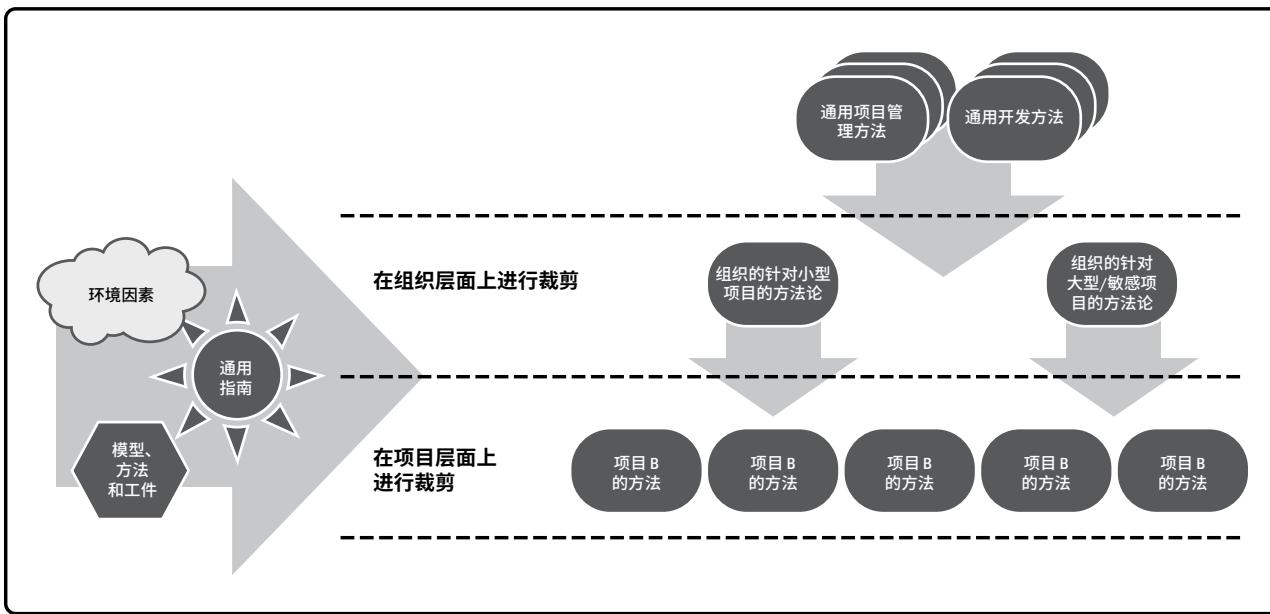 通用项目管
理方法
通用开发方法
在组织层面上进行裁剪
组织的针对小型
项目的方法论
组织的针对
大型/敏感项
目的方法论
环境因素
通用
指南
模型、
方法
和工件
在项目层面上
进行裁剪
项目 B
的方法
项目 B
的方法
项目 B
的方法
项目 B
的方法
项目 B
的方法